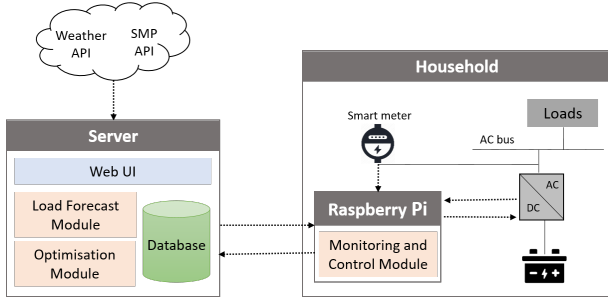 Weather
API
SMP
API
Server
Web UI
Load Forecast
Module
Optimisation
Module
Database
Household
Smart meter
Loads
AC bus
AC
DC
Raspberry Pi
Monitoring and
Control Module